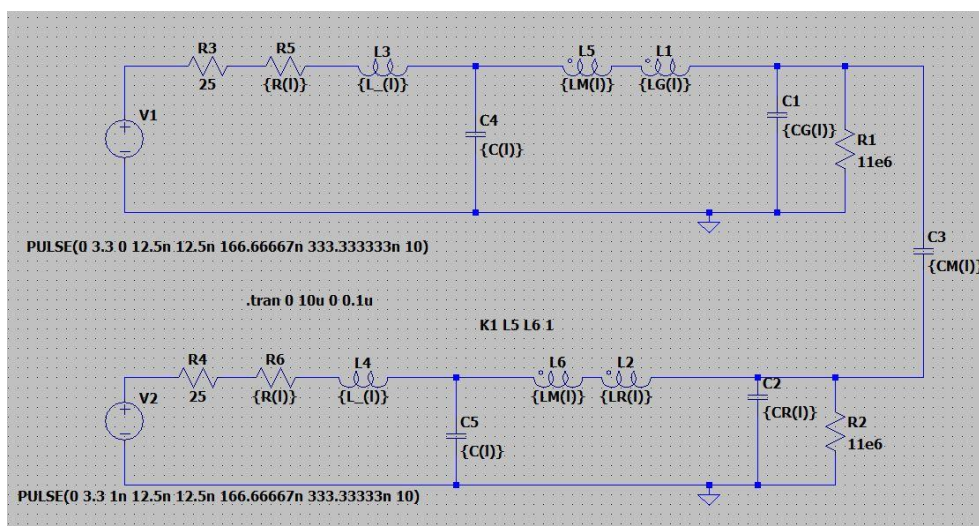 R3
R5
L3
L5
L1
25
{R(l)}
{L_(l)}
{LM(l)}
{LG(l)}
V1
C4
{C(l)}
C1
{CG(l)}
R1
11e6
C3
{CM(l)}
PULSE(0 3.3 0 12.5n 12.5n 166.66667n 333.333333n 10)
.tran 0 10u 0 0.1u
K1 L5 L6 1
R4
R6
L4
L6
L2
25
{R(l)}
{L_(l)}
{LM(l)}
{LR(l)}
V2
C5
{C(l)}
C2
{CR(l)}
R2
11e6
PULSE(0 3.3 1n 12.5n 12.5n 166.66667n 333.33333n 10)